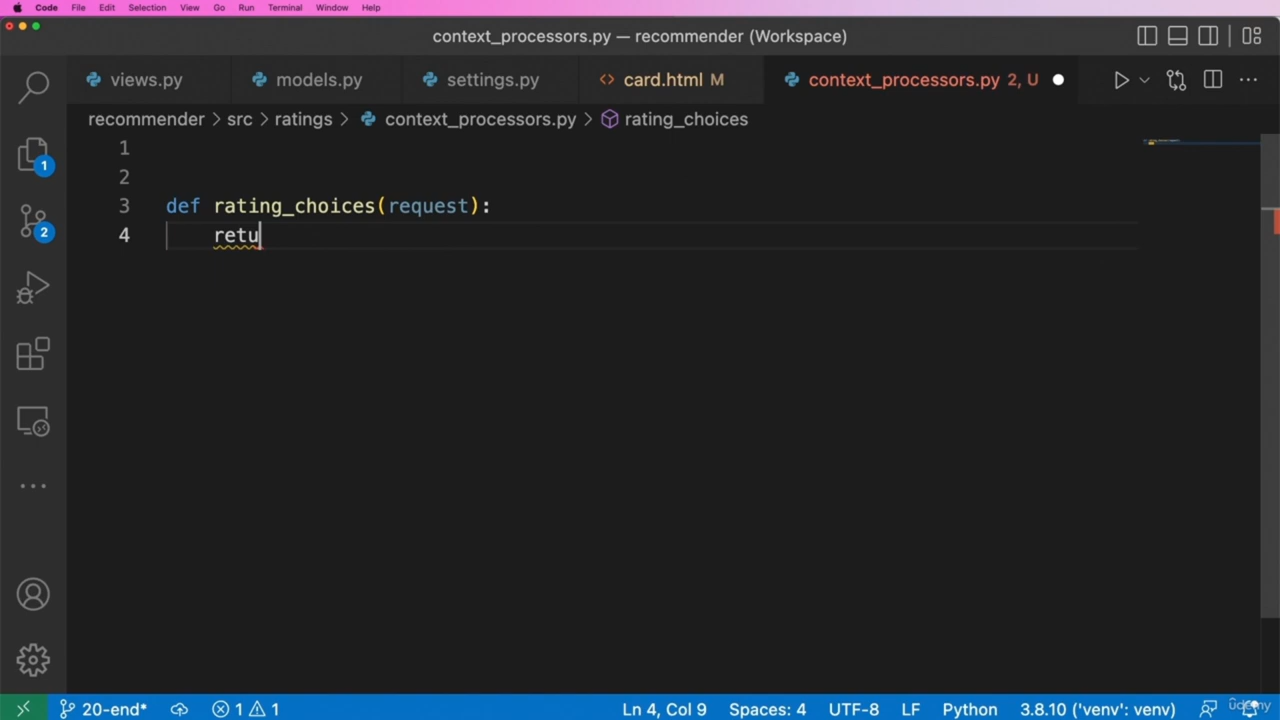 Code File Edit Selection View Go Run Terminal Window Help
context_processors.py — recommender (Workspace)
views.py models.py settings.py card.html M context_processors.py 2, U
recommender > src > ratings > context_processors.py > rating_choices
1
2
3 def rating_choices(request):
4 retu
1
2
20-end* 1 1 Ln 4, Col 9 Spaces: 4 UTF-8 LF Python 3.8.10 ('venv': venv)
udemy